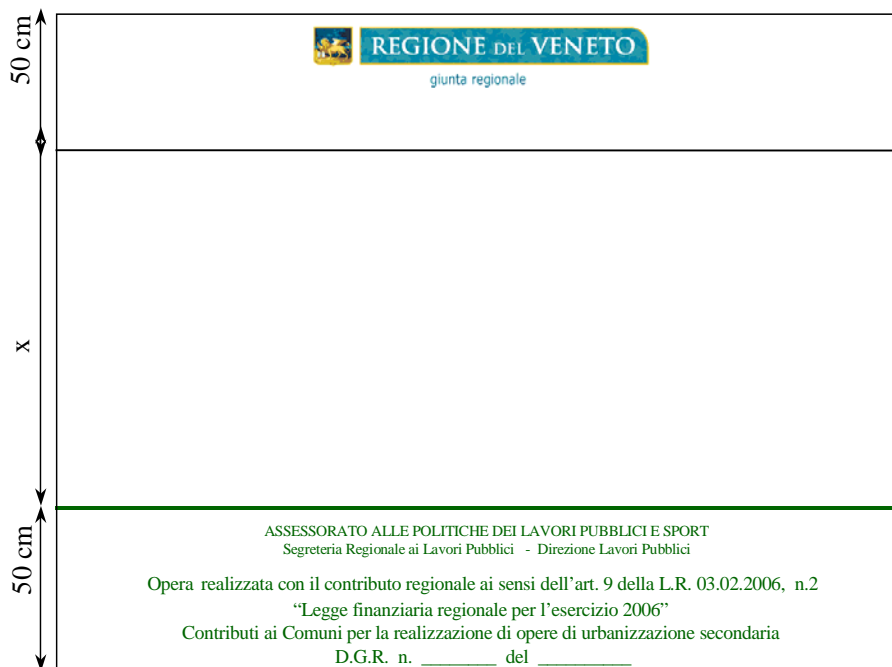 50 cm
REGIONE DEL VENETO
giunta regionale
x
50 cm
ASSESSORATO ALLE POLITICHE DEI LAVORI PUBBLICI E SPORT
Segreteria Regionale ai Lavori Pubblici - Direzione Lavori Pubblici
Opera realizzata con il contributo regionale ai sensi dell'art. 9 della L.R. 03.02.2006, n.2
“Legge finanziaria regionale per l'esercizio 2006”
Contributi ai Comuni per la realizzazione di opere di urbanizzazione secondaria
D.G.R. n. ________ del __________